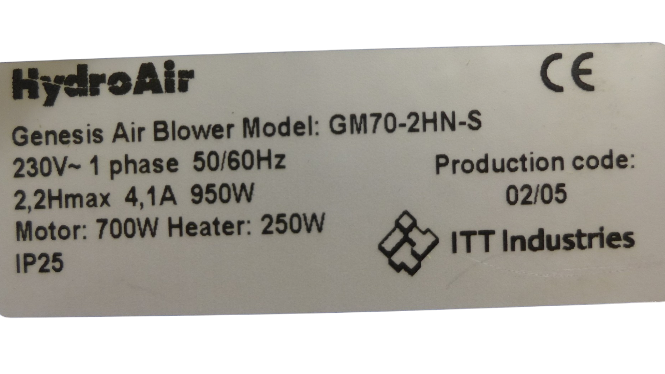 HydroAir
CE
Genesis Air Blower Model: GM70-2HN-S
230V~ 1 phase 50/60Hz
2,2Hmax 4,1A 950W
Motor: 700W Heater: 250W
IP25
Production code:
02/05
ITT Industries